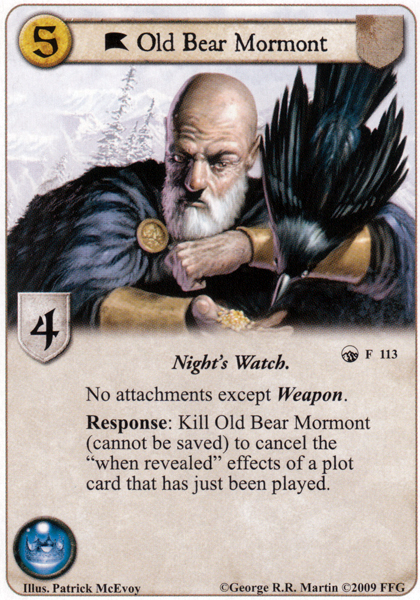 5
Old Bear Mormont
4
Night's Watch.
F 113
No attachments except Weapon.
Response: Kill Old Bear Mormont
(cannot be saved) to cancel the
“when revealed” effects of a plot
card that has just been played.
Illus. Patrick McEvoy ©George R.R. Martin ©2009 FFG